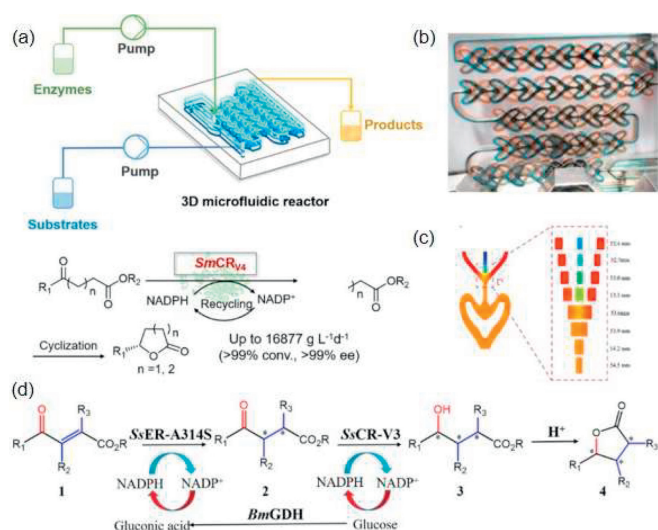 (a)
Pump
Enzymes
Products
Pump
3D microfluidic reactor
Substrates
(b)
(c)
SmCRV4
R1
O
O
OR2
n
NADPH
Recycling
NADP+
O
OR2
n
Cyclization
R1
O
O
n
n =1, 2
Up to 16877 g L-1d-1
(>99% conv., >99% ee)
(d)
O
R3
R1
CO2R
R2
1
SsER-A314S
NADPH
NADP+
O
R3
*
*
R1
CO2R
R2
2
SsCR-V3
NADPH
NADP+
OH
R3
*
*
*
R1
CO2R
R2
3
H+
O
O
R3
*
*
*
R1
R2
4
Gluconic acid
BmGDH
Glucose